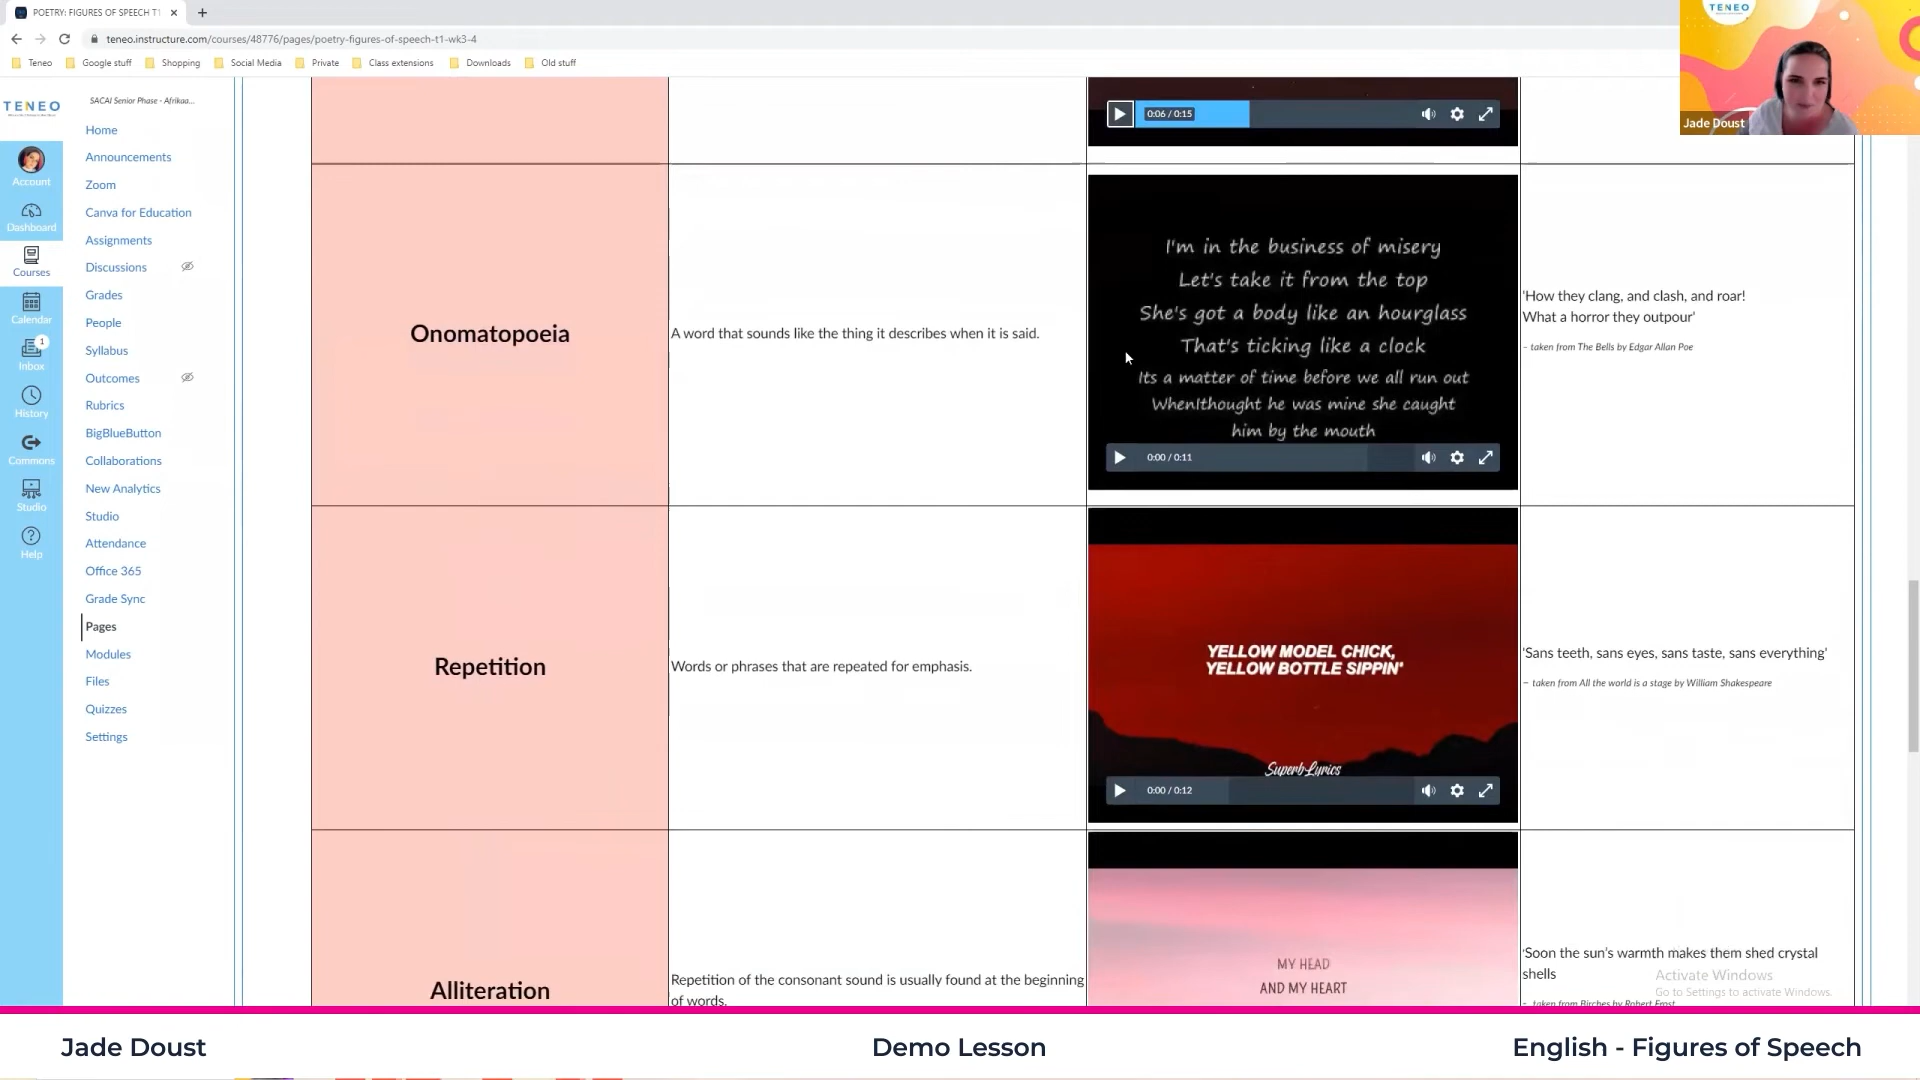 POETRY: FIGURES OF SPEECH T1
teneo.instructure.com/courses/48776/pages/poetry-figures-of-speech-t1-wk3-4
Teneo
Google stuff
Shopping
Social Media
Private
Class extensions
Downloads
Old stuff
TENEO
Jade Doust
TENEO
Account
Dashboard
Courses
Calendar
1
Inbox
History
Commons
Studio
Help
SACAI Senior Phase - Afrikaa...
Home
Announcements
Zoom
Canva for Education
Assignments
Discussions
Grades
People
Syllabus
Outcomes
Rubrics
BigBlueButton
Collaborations
New Analytics
Studio
Attendance
Office 365
Grade Sync
Pages
Modules
Files
Quizzes
Settings
0:06 / 0:15
Onomatopoeia
A word that sounds like the thing it describes when it is said.
I'm in the business of misery
Let's take it from the top
She's got a body like an hourglass
That's ticking like a clock
Its a matter of time before we all run out
WhenIthought he was mine she caught
him by the mouth
0:00 / 0:11
'How they clang, and clash, and roar!
What a horror they outpour'
– taken from The Bells by Edgar Allan Poe
Repetition
Words or phrases that are repeated for emphasis.
YELLOW MODEL CHICK,
YELLOW BOTTLE SIPPIN'
SuperbLyrics
0:00 / 0:12
'Sans teeth, sans eyes, sans taste, sans everything'
– taken from All the world is a stage by William Shakespeare
Alliteration
Repetition of the consonant sound is usually found at the beginning
of words.
MY HEAD
AND MY HEART
'Soon the sun's warmth makes them shed crystal
shells
– taken from Birches by Robert Frost
Activate Windows
Go to Settings to activate Windows.
Jade Doust
Demo Lesson
English - Figures of Speech